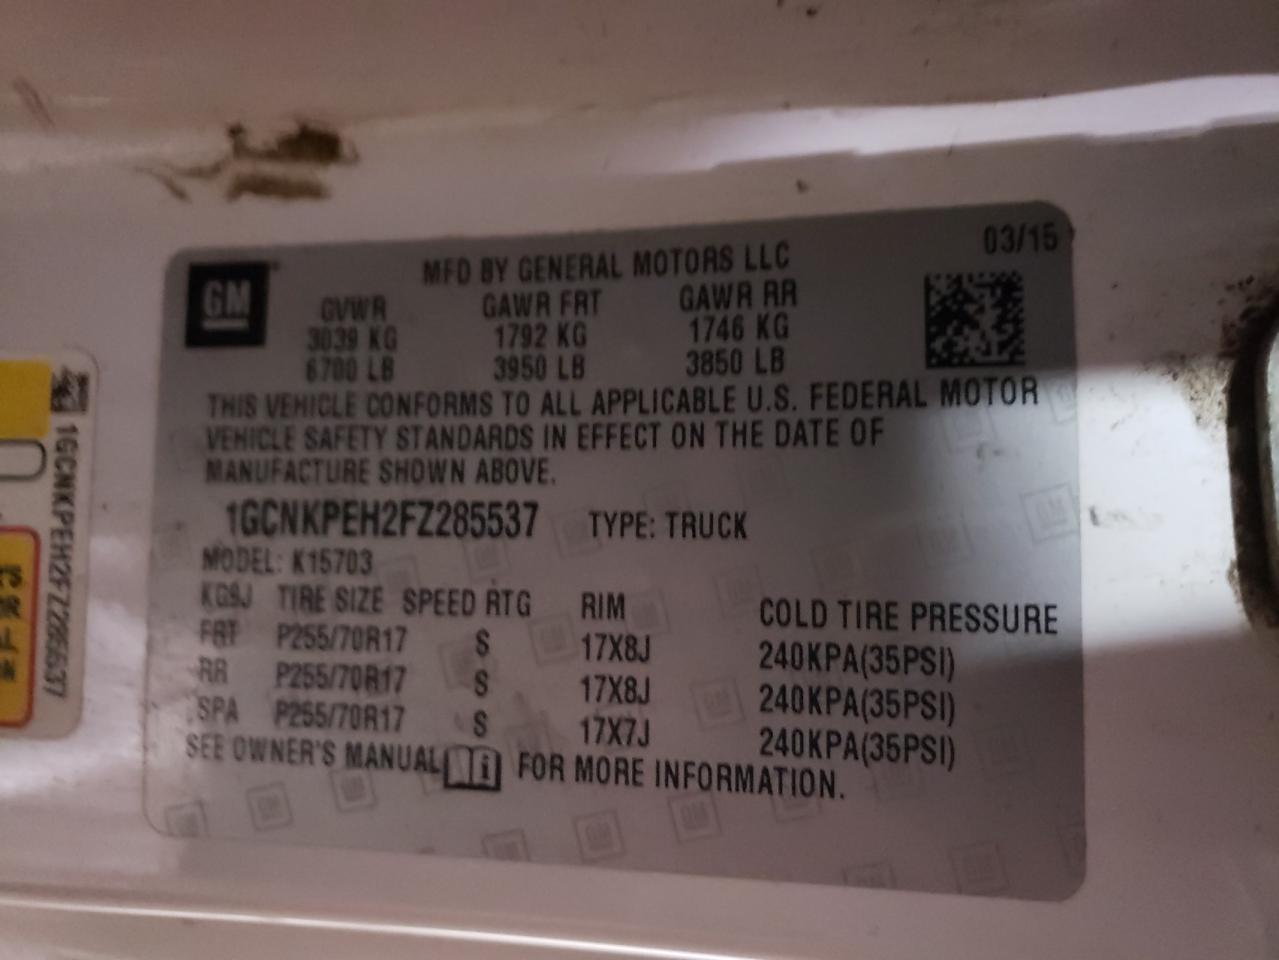 03/15
MFD BY GENERAL MOTORS LLC
GM
GVWR GAWR FRT GAWR RR
3039 KG 1792 KG 1746 KG
6700 LB 3950 LB 3850 LB
THIS VEHICLE CONFORMS TO ALL APPLICABLE U.S. FEDERAL MOTOR
VEHICLE SAFETY STANDARDS IN EFFECT ON THE DATE OF
MANUFACTURE SHOWN ABOVE.
1GCNKPEH2FZ285537 TYPE: TRUCK
MODEL: K15703
KG9J TIRE SIZE SPEED RTG RIM COLD TIRE PRESSURE
FRT P255/70R17 S 17X8J 240KPA(35PSI)
RR P255/70R17 S 17X8J 240KPA(35PSI)
SPA P255/70R17 S 17X7J 240KPA(35PSI)
SEE OWNER'S MANUAL i FOR MORE INFORMATION.
1GCNKPEH2FZ285537